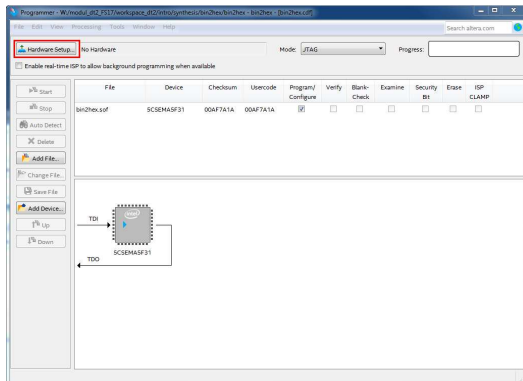 Programmer - W:/modul_dt2_FS17/workspace_dt2/intro/synthesis/bin2hex/bin2hex - bin2hex - [bin2hex.cdf]
File Edit View Processing Tools Window Help
Search altera.com
Hardware Setup... No Hardware Mode: JTAG Progress:
Enable real-time ISP to allow background programming when available
Start
Stop
Auto Detect
Delete
Add File...
Change File...
Save File
Add Device...
Up
Down
File Device Checksum Usercode Program/ Configure Verify Blank- Check Examine Security Bit Erase ISP CLAMP
bin2hex.sof 5CSEMA5F31 00AF7A1A 00AF7A1A
TDI
intel
5CSEMA5F31
TDO